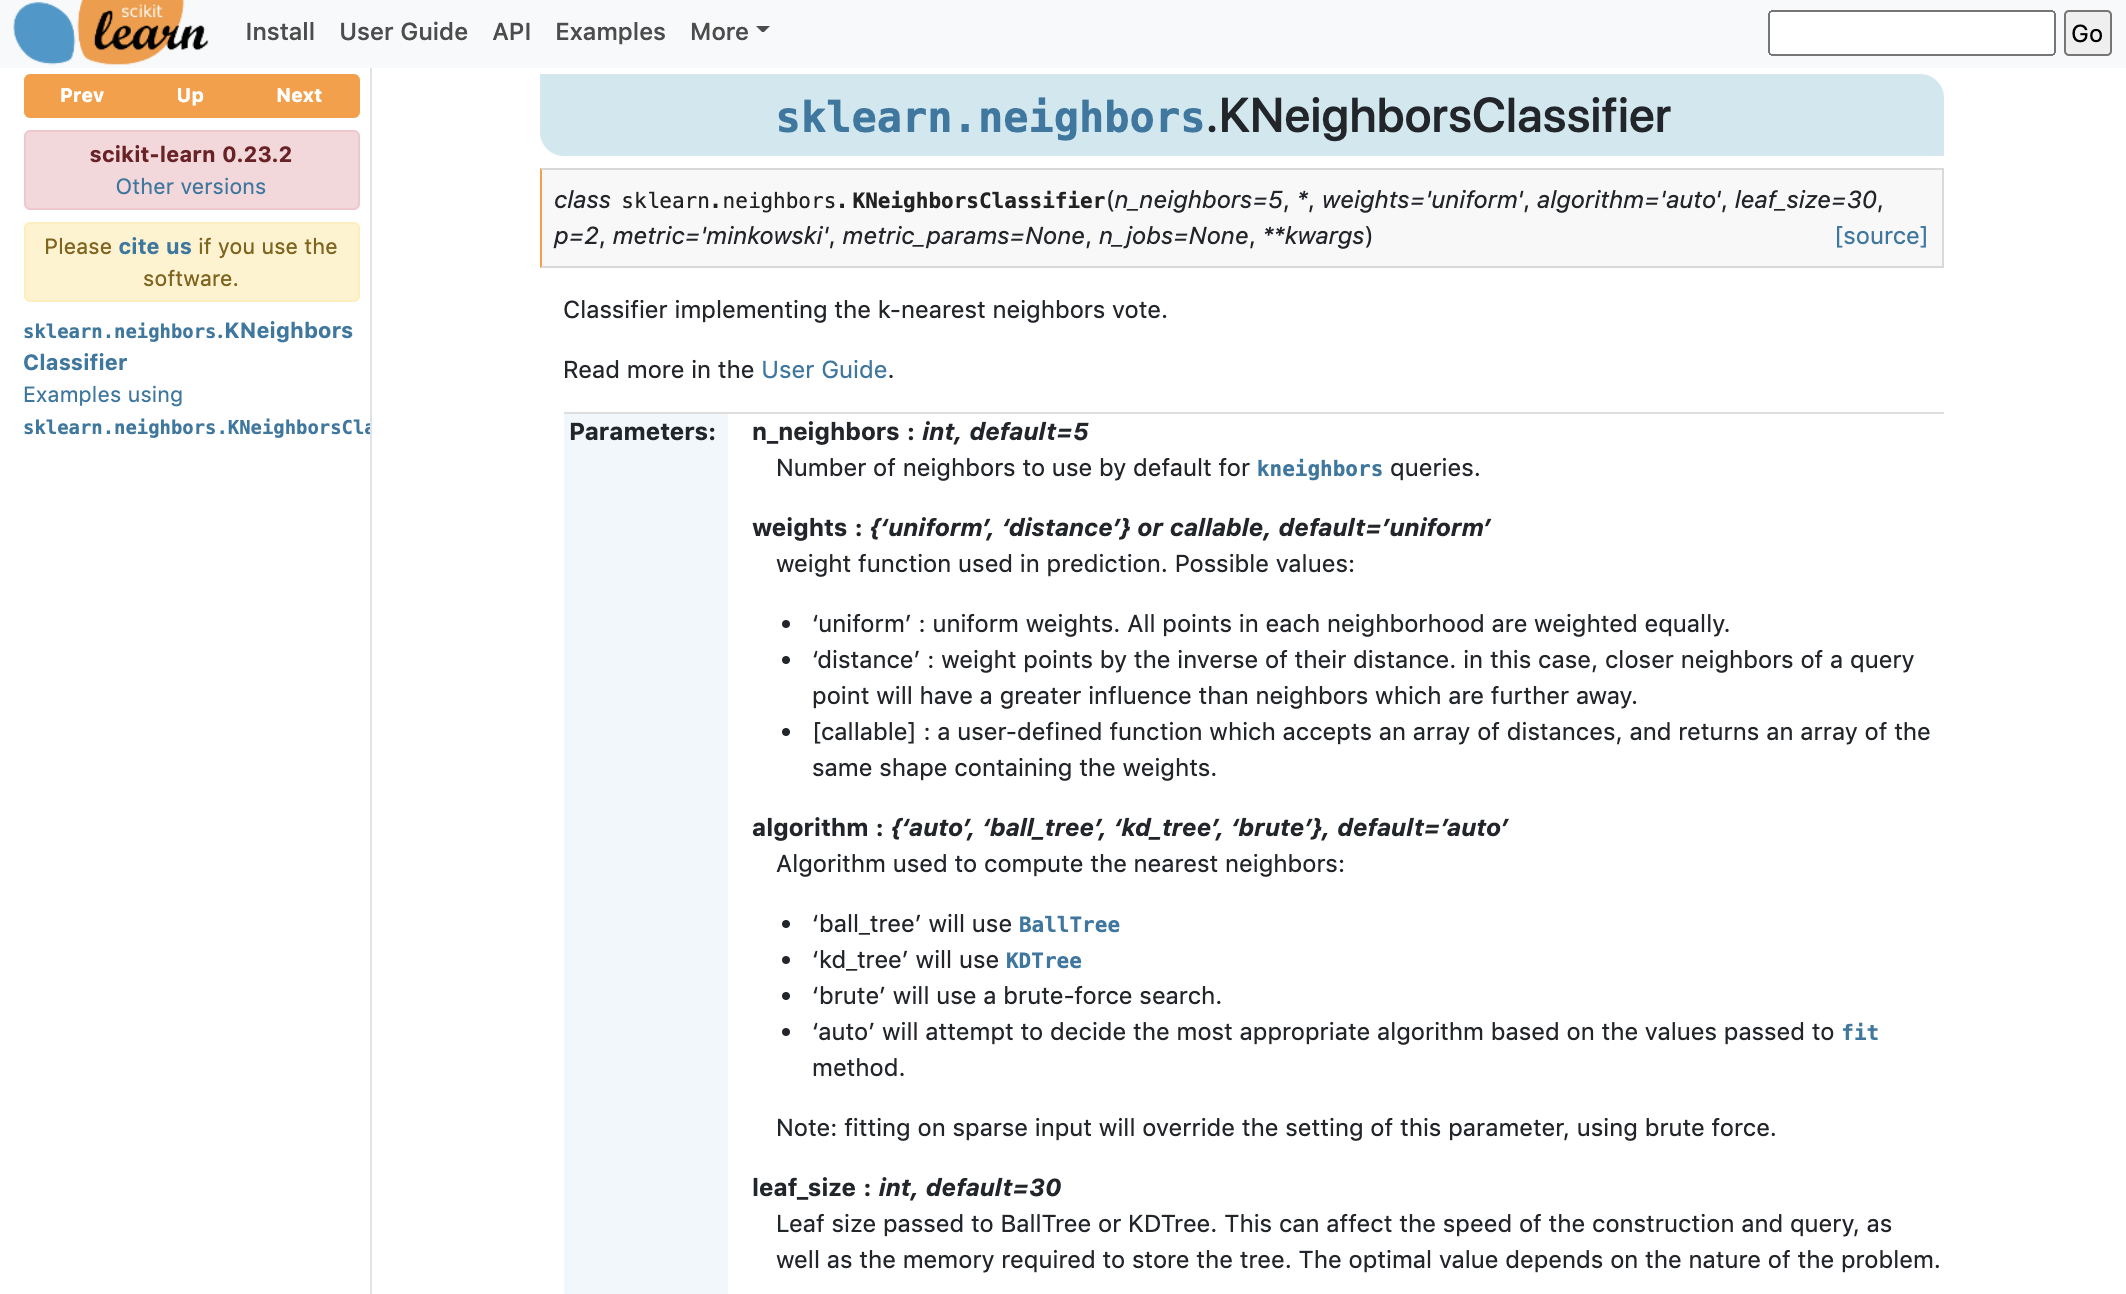 scikit
learn
Install User Guide API Examples More
Go
Prev Up Next
scikit-learn 0.23.2
Other versions
Please cite us if you use the
software.
sklearn.neighbors.KNeighbors
Classifier
Examples using
sklearn.neighbors.KNeighborsCla
sklearn.neighbors.KNeighborsClassifier
class sklearn.neighbors.KNeighborsClassifier(n_neighbors=5, *, weights='uniform', algorithm='auto', leaf_size=30,
p=2, metric='minkowski', metric_params=None, n_jobs=None, **kwargs) [source]
Classifier implementing the k-nearest neighbors vote.
Read more in the User Guide.
Parameters: n_neighbors : int, default=5
Number of neighbors to use by default for kneighbors queries.
weights : {‘uniform’, ‘distance’} or callable, default=’uniform’
weight function used in prediction. Possible values:
• ‘uniform’ : uniform weights. All points in each neighborhood are weighted equally.
• ‘distance’ : weight points by the inverse of their distance. in this case, closer neighbors of a query
point will have a greater influence than neighbors which are further away.
• [callable] : a user-defined function which accepts an array of distances, and returns an array of the
same shape containing the weights.
algorithm : {‘auto’, ‘ball_tree’, ‘kd_tree’, ‘brute’}, default=’auto’
Algorithm used to compute the nearest neighbors:
• ‘ball_tree’ will use BallTree
• ‘kd_tree’ will use KDTree
• ‘brute’ will use a brute-force search.
• ‘auto’ will attempt to decide the most appropriate algorithm based on the values passed to fit
method.
Note: fitting on sparse input will override the setting of this parameter, using brute force.
leaf_size : int, default=30
Leaf size passed to BallTree or KDTree. This can affect the speed of the construction and query, as
well as the memory required to store the tree. The optimal value depends on the nature of the problem.